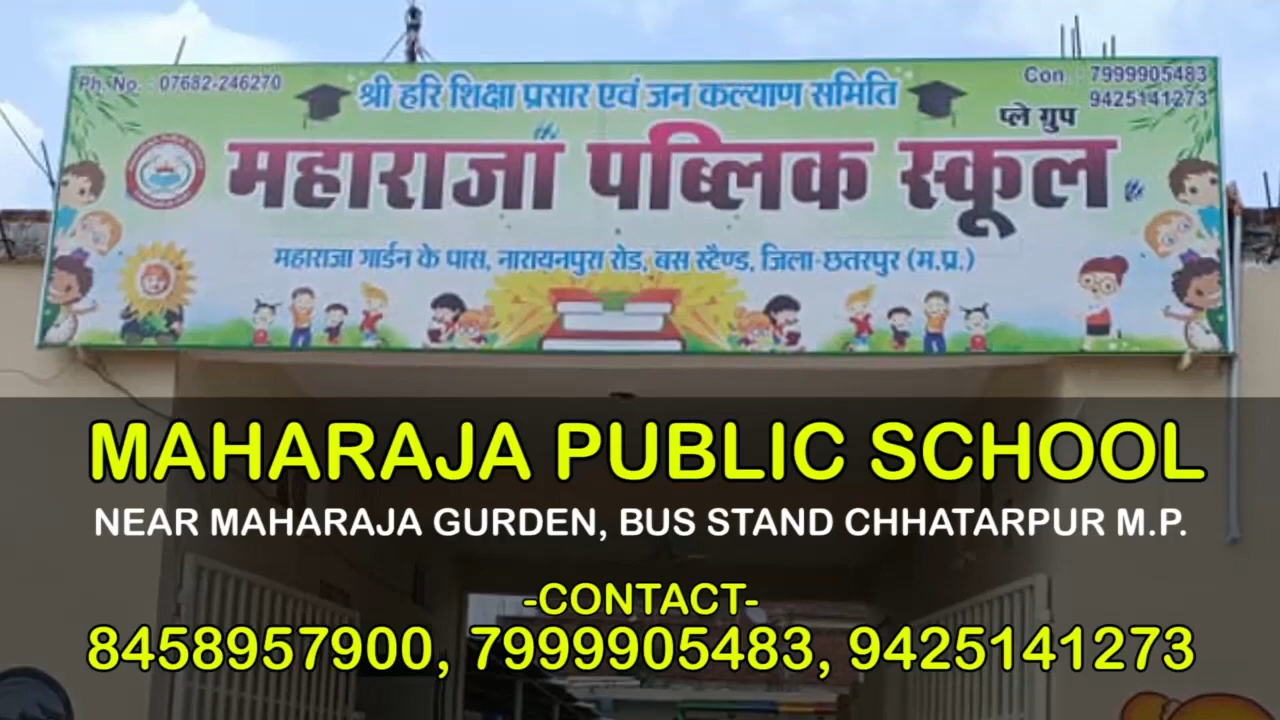 Ph. No. : 07682-246270
Con. : 7999905483
9425141273
श्री हरि शिक्षा प्रसार एवं जन कल्याण समिति
प्ले ग्रुप
महाराजा पब्लिक स्कूल
महाराजा गार्डन के पास, नारायनपुरा रोड, बस स्टैण्ड, जिला-छतरपुर (म.प्र.)
MAHARAJA PUBLIC SCHOOL
NEAR MAHARAJA GURDEN, BUS STAND CHHATARPUR M.P.
-CONTACT-
8458957900, 7999905483, 9425141273